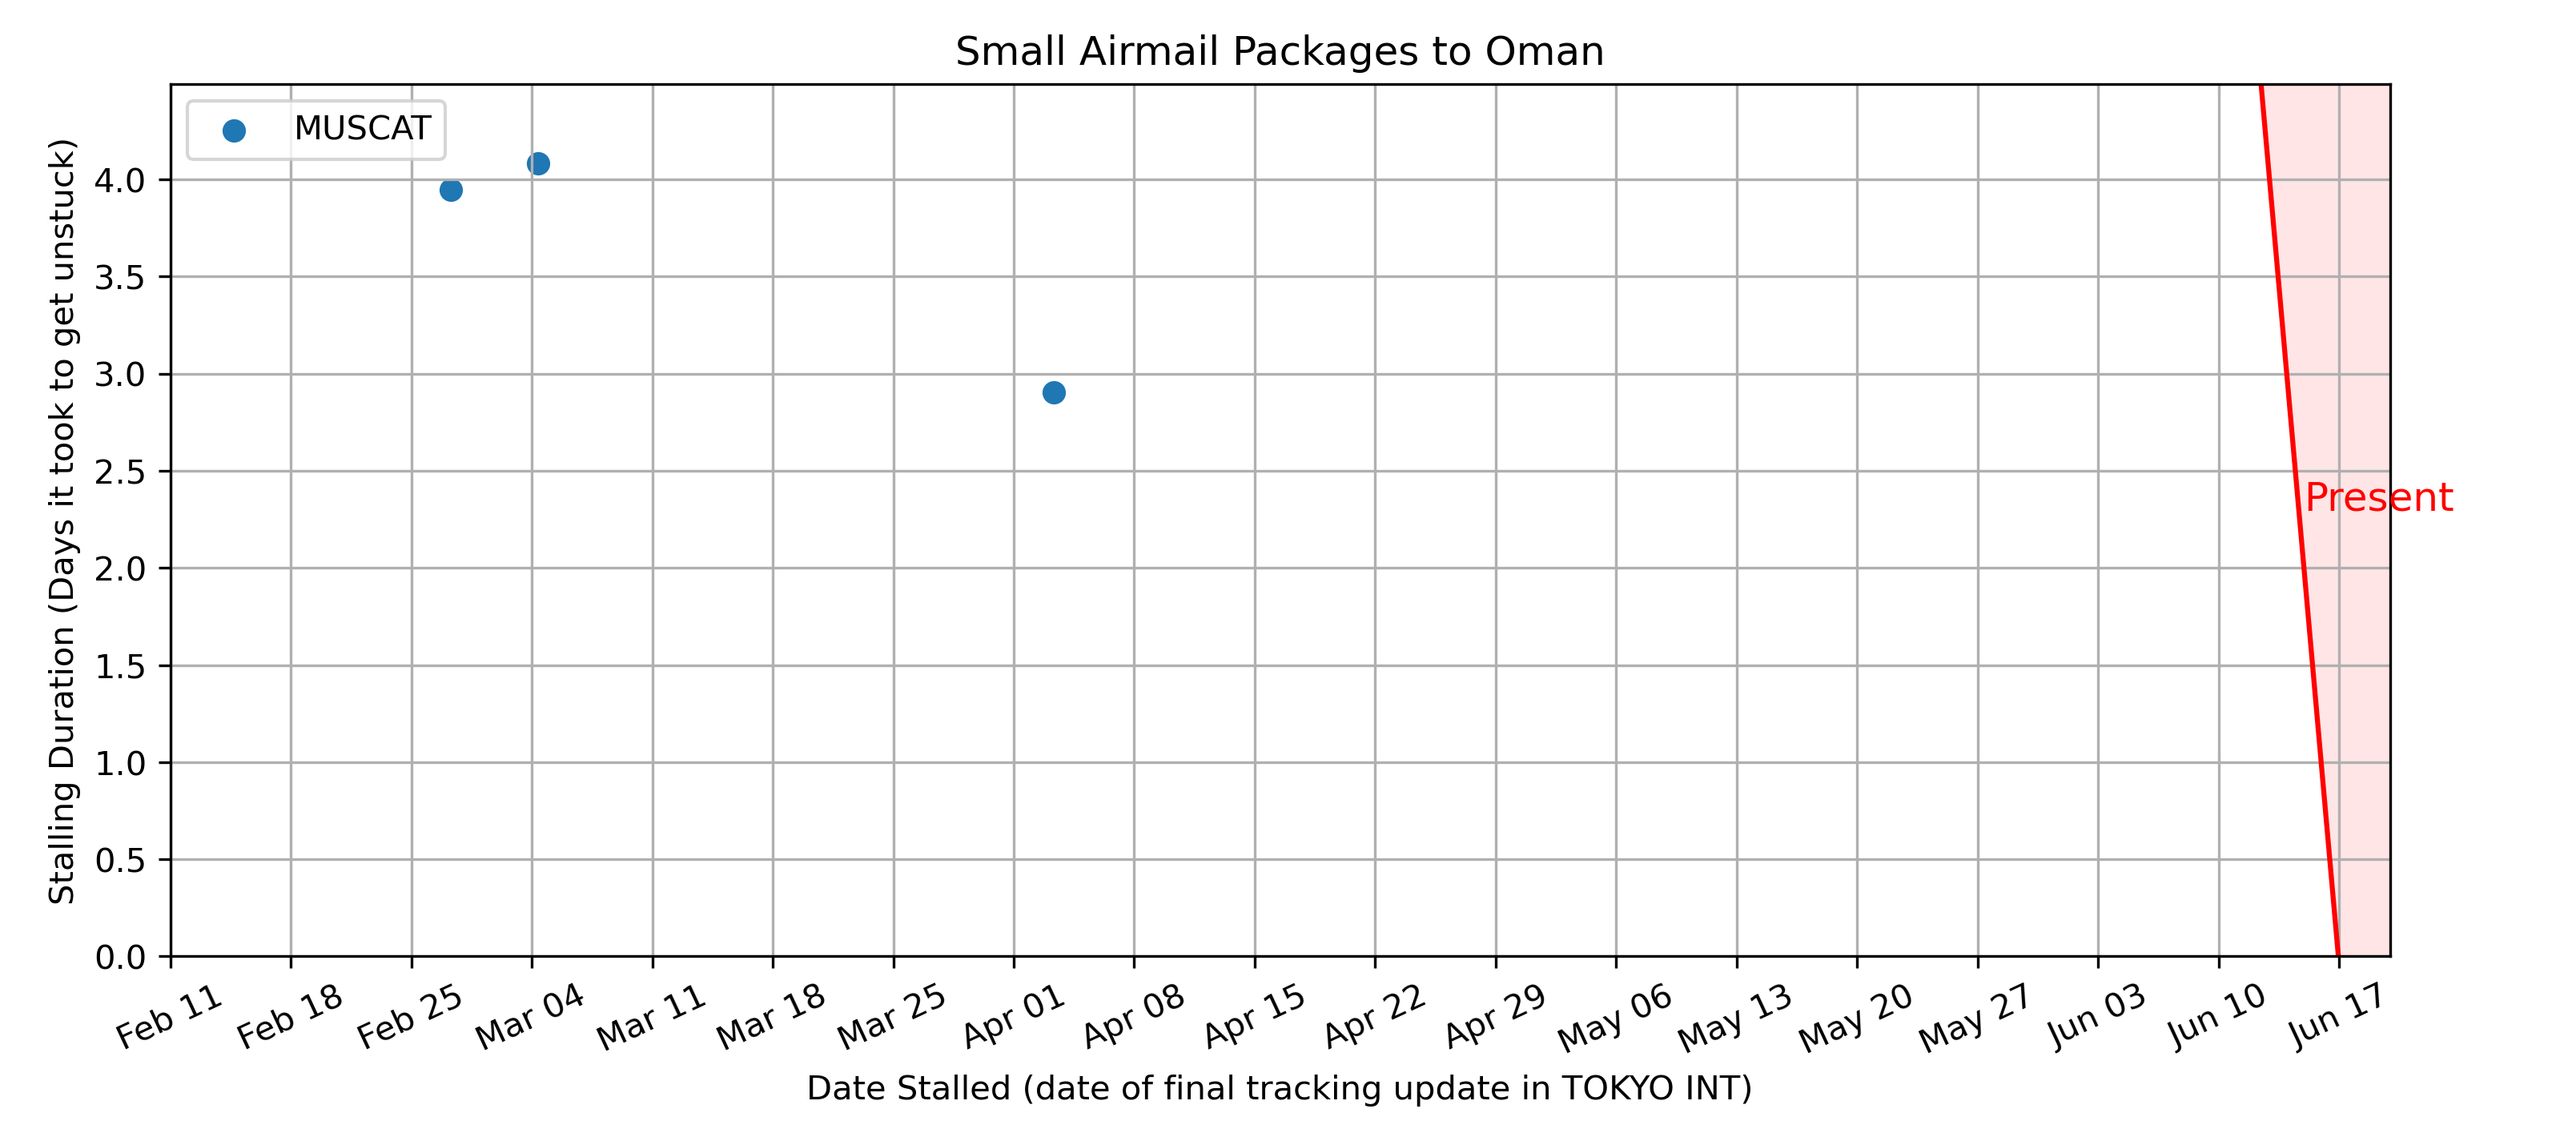 Small Airmail Packages to Oman
MUSCAT
Stalling Duration (Days it took to get unstuck)
4.0
3.5
3.0
2.5
2.0
1.5
1.0
0.5
0.0
Present
Feb 11 Feb 18 Feb 25 Mar 04 Mar 11 Mar 18 Mar 25 Apr 01 Apr 08 Apr 15 Apr 22 Apr 29 May 06 May 13 May 20 May 27 Jun 03 Jun 10 Jun 17
Date Stalled (date of final tracking update in TOKYO INT)